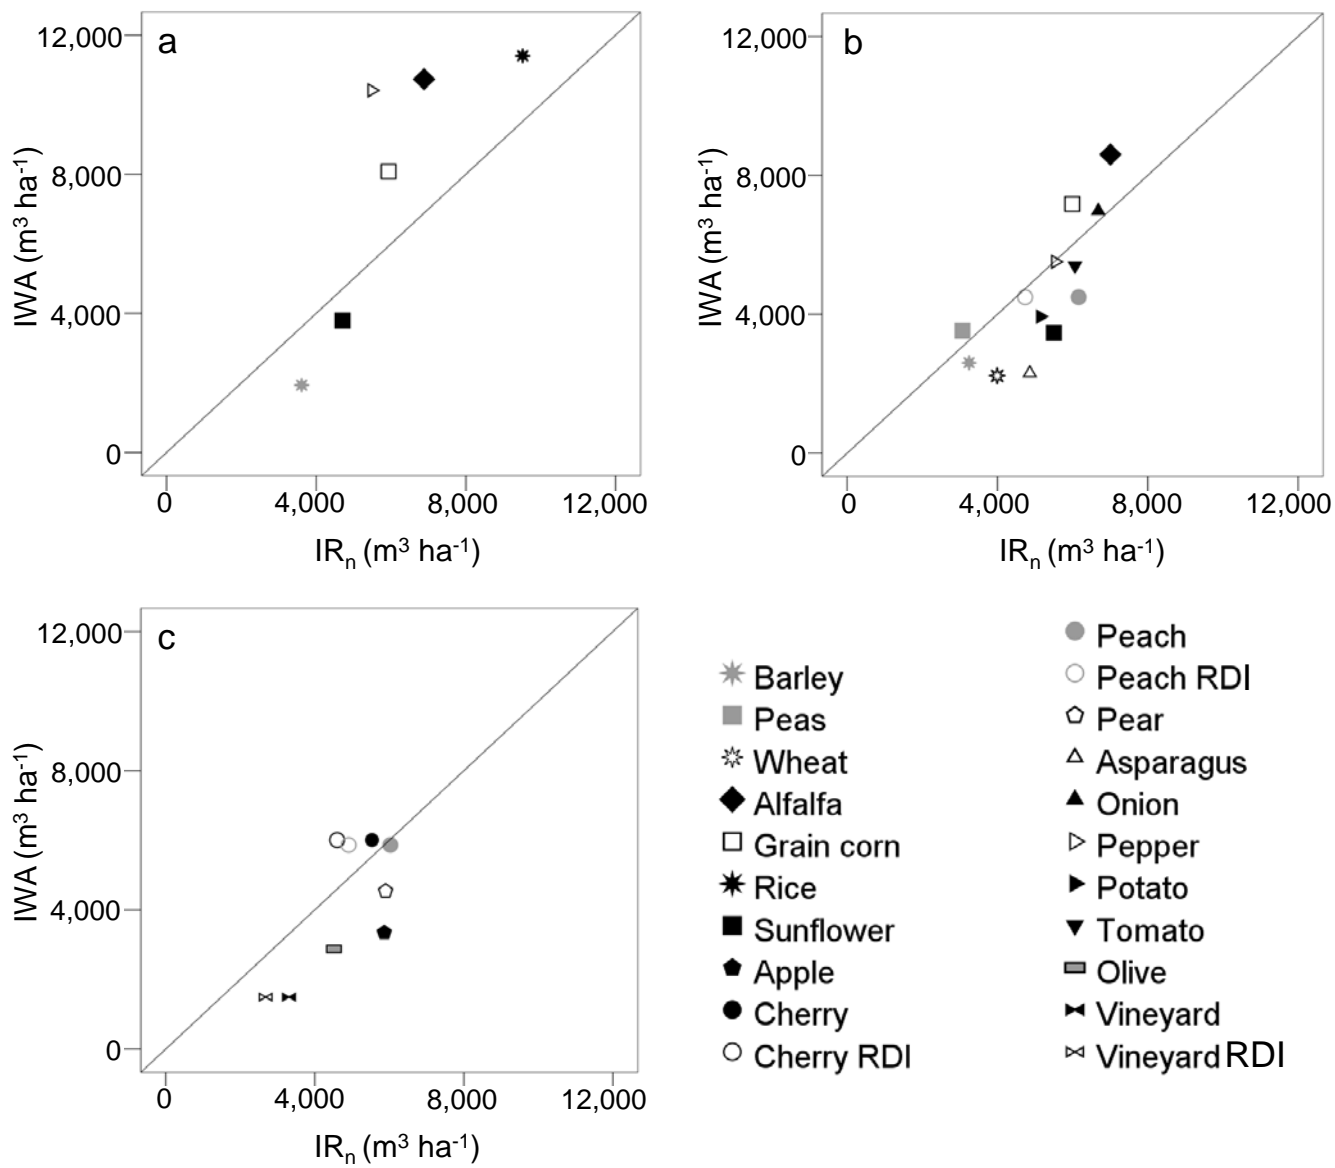 a
12,000
8,000
4,000
0
IWA (m³ ha⁻¹)
0 4,000 8,000 12,000
IRₙ (m³ ha⁻¹)
b
12,000
8,000
4,000
0
IWA (m³ ha⁻¹)
0 4,000 8,000 12,000
IRₙ (m³ ha⁻¹)
c
12,000
8,000
4,000
0
IWA (m³ ha⁻¹)
0 4,000 8,000 12,000
IRₙ (m³ ha⁻¹)
Barley
Peas
Wheat
Alfalfa
Grain corn
Rice
Sunflower
Apple
Cherry
Cherry RDI
Peach
Peach RDI
Pear
Asparagus
Onion
Pepper
Potato
Tomato
Olive
Vineyard
Vineyard RDI